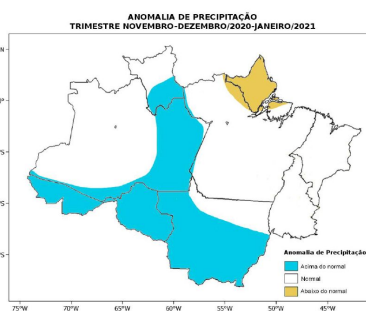 ANOMALIA DE PRECIPITAÇÃO
TRIMESTRE NOVEMBRO-DEZEMBRO/2020-JANEIRO/2021
N
°
°S
°S
°S
Anomalia de Precipitação
Acima do normal
Normal
Abaixo do normal
75°W 70°W 65°W 60°W 55°W 50°W 45°W